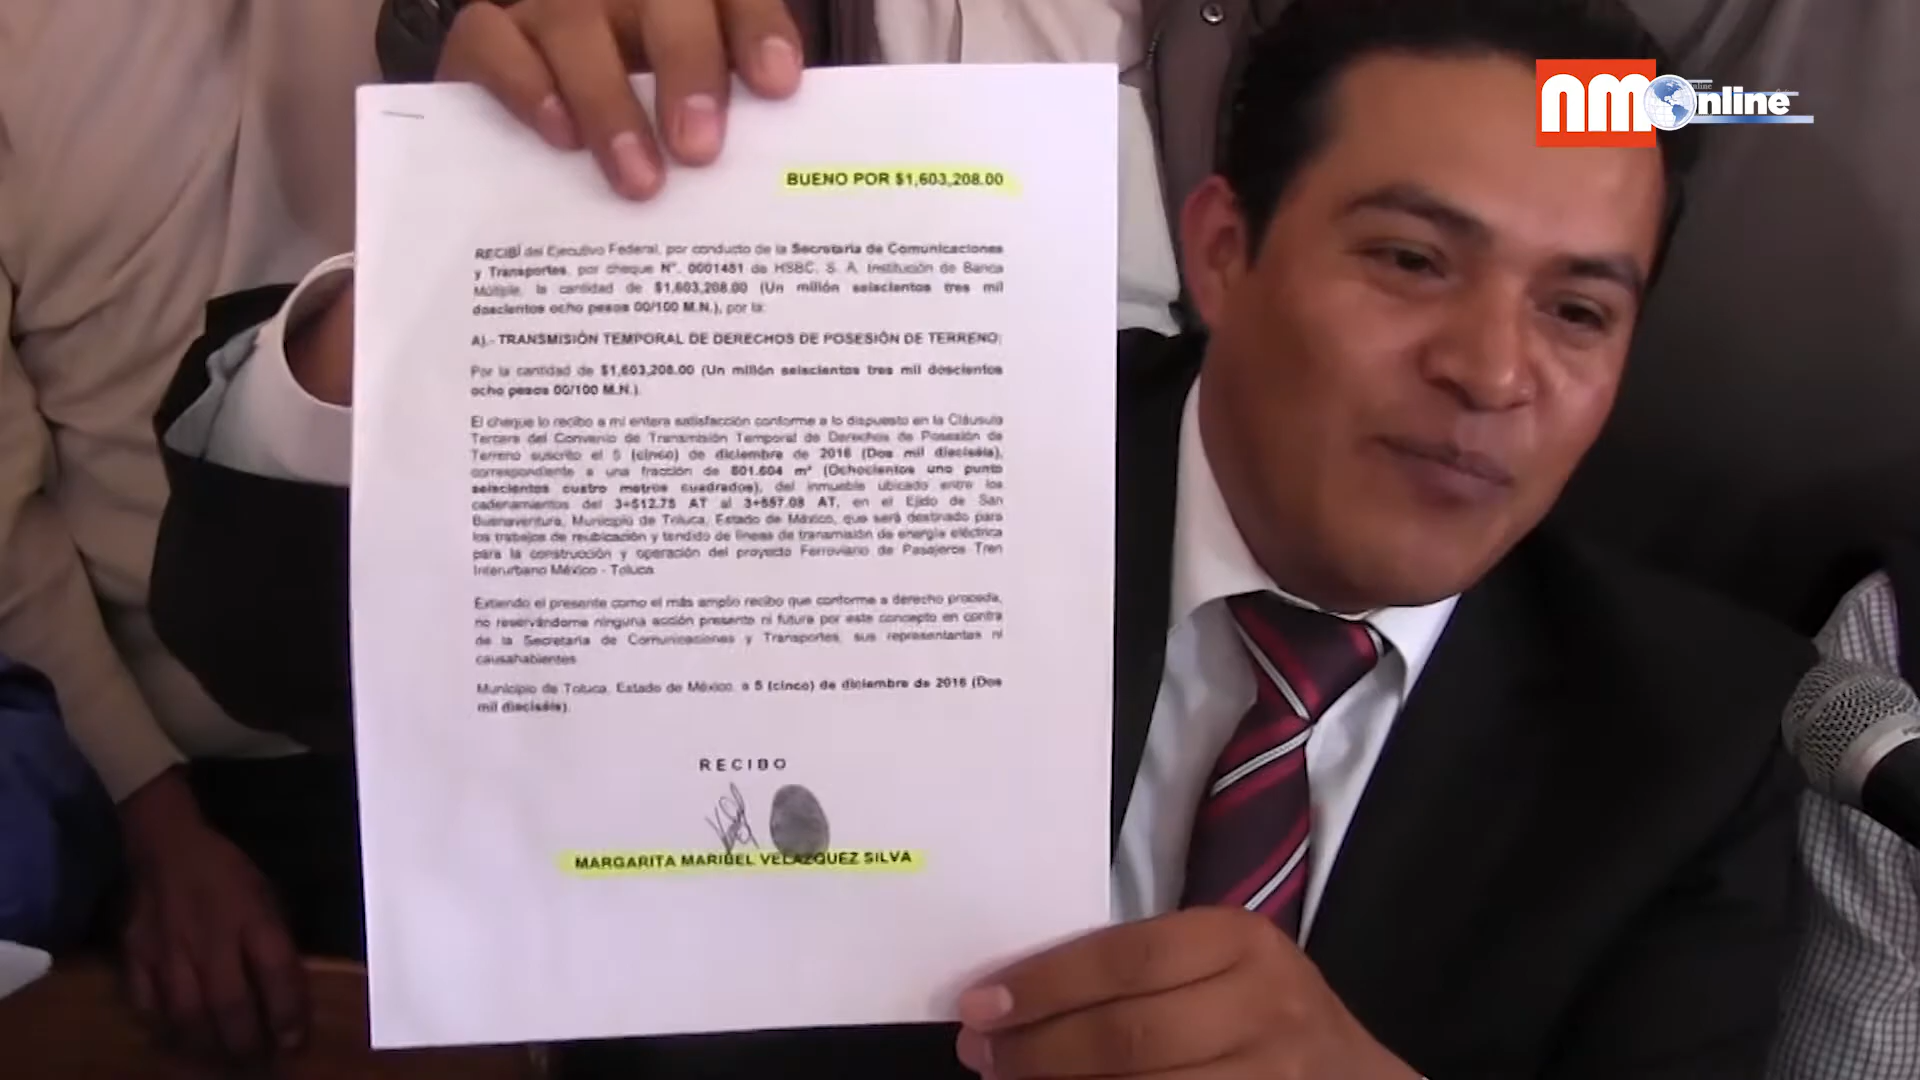 nm online
BUENO POR $1,603,208.00
RECIBÍ del Ejecutivo Federal, por conducto de la Secretaría de Comunicaciones
y Transportes, por cheque N°. 0001481 de HSBC, S. A. Institución de Banca
Múltiple, la cantidad de $1,603,208.00 (Un millón seiscientos tres mil
doscientos ocho pesos 00/100 M.N.), por la:
A).- TRANSMISIÓN TEMPORAL DE DERECHOS DE POSESIÓN DE TERRENO:
Por la cantidad de $1,603,208.00 (Un millón seiscientos tres mil doscientos
ocho pesos 00/100 M.N.).
El cheque lo recibo a mi entera satisfacción conforme a lo dispuesto en la Cláusula
Tercera del Convenio de Transmisión Temporal de Derechos de Posesión de
Terreno suscrito el 5 (cinco) de diciembre de 2016 (Dos mil dieciséis),
correspondiente a una fracción de 801.604 m² (Ochocientos uno punto
seiscientos cuatro metros cuadrados), del inmueble ubicado entre los
cadenamientos del 3+512.75 AT al 3+557.08 AT, en el Ejido de San
Buenaventura, Municipio de Toluca, Estado de México, que será destinado para
los trabajos de reubicación y tendido de líneas de transmisión de energía eléctrica
para la construcción y operación del proyecto Ferroviario de Pasajeros Tren
Interurbano México - Toluca.
Extiendo el presente como el más amplio recibo que conforme a derecho proceda,
no reservándome ninguna acción presente ni futura por este concepto en contra
de la Secretaría de Comunicaciones y Transportes, sus representantes ni
causahabientes.
Municipio de Toluca, Estado de México, a 5 (cinco) de diciembre de 2016 (Dos
mil dieciséis).
RECIBO
MARGARITA MARIBEL VELAZQUEZ SILVA